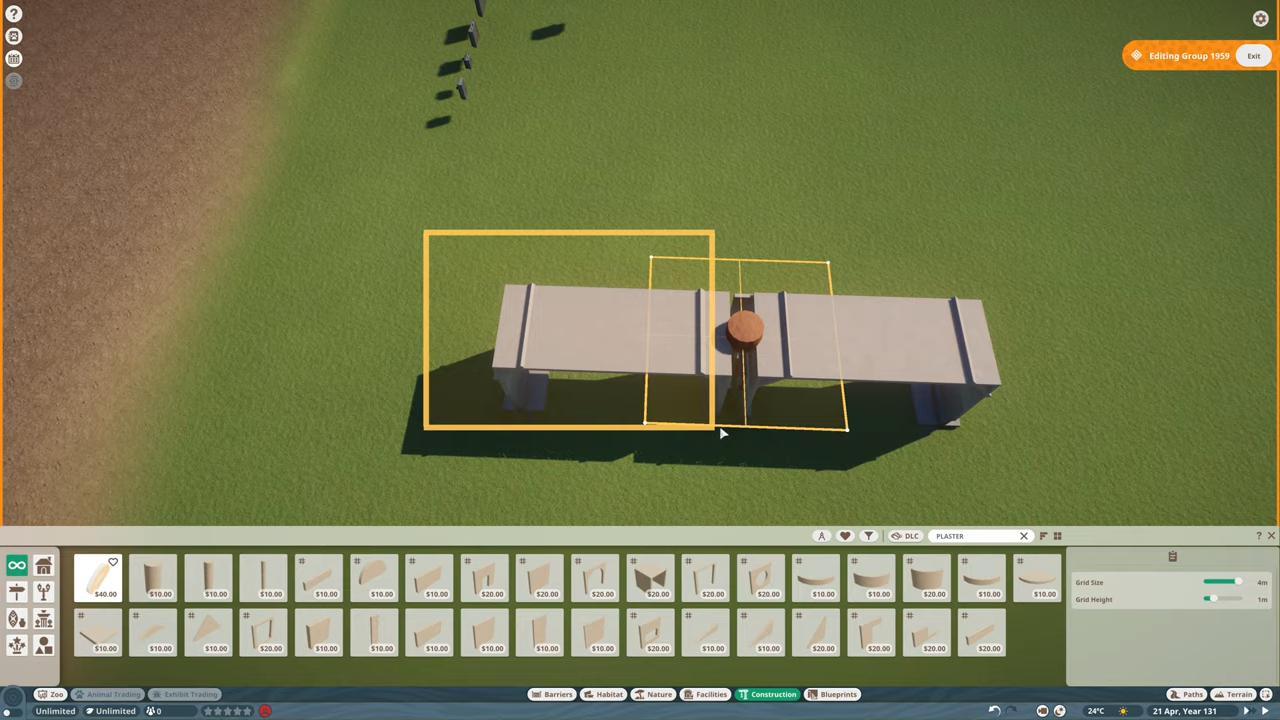 ?
Editing Group 1959
Exit
DLC
PLASTER
?
$40.00
$10.00
$10.00
$10.00
$10.00
$20.00
$10.00
$20.00
$20.00
$20.00
$20.00
$20.00
$20.00
$10.00
$10.00
$20.00
$10.00
$10.00
$10.00
$10.00
$10.00
$20.00
$10.00
$10.00
$10.00
$10.00
$10.00
$10.00
$20.00
$10.00
$10.00
$20.00
$20.00
$20.00
$20.00
Grid Size
4m
Grid Height
1m
Zoo
Animal Trading
Exhibit Trading
Barriers
Habitat
Nature
Facilities
Construction
Blueprints
Paths
Terrain
Unlimited
Unlimited
0
24°C
21 Apr, Year 131